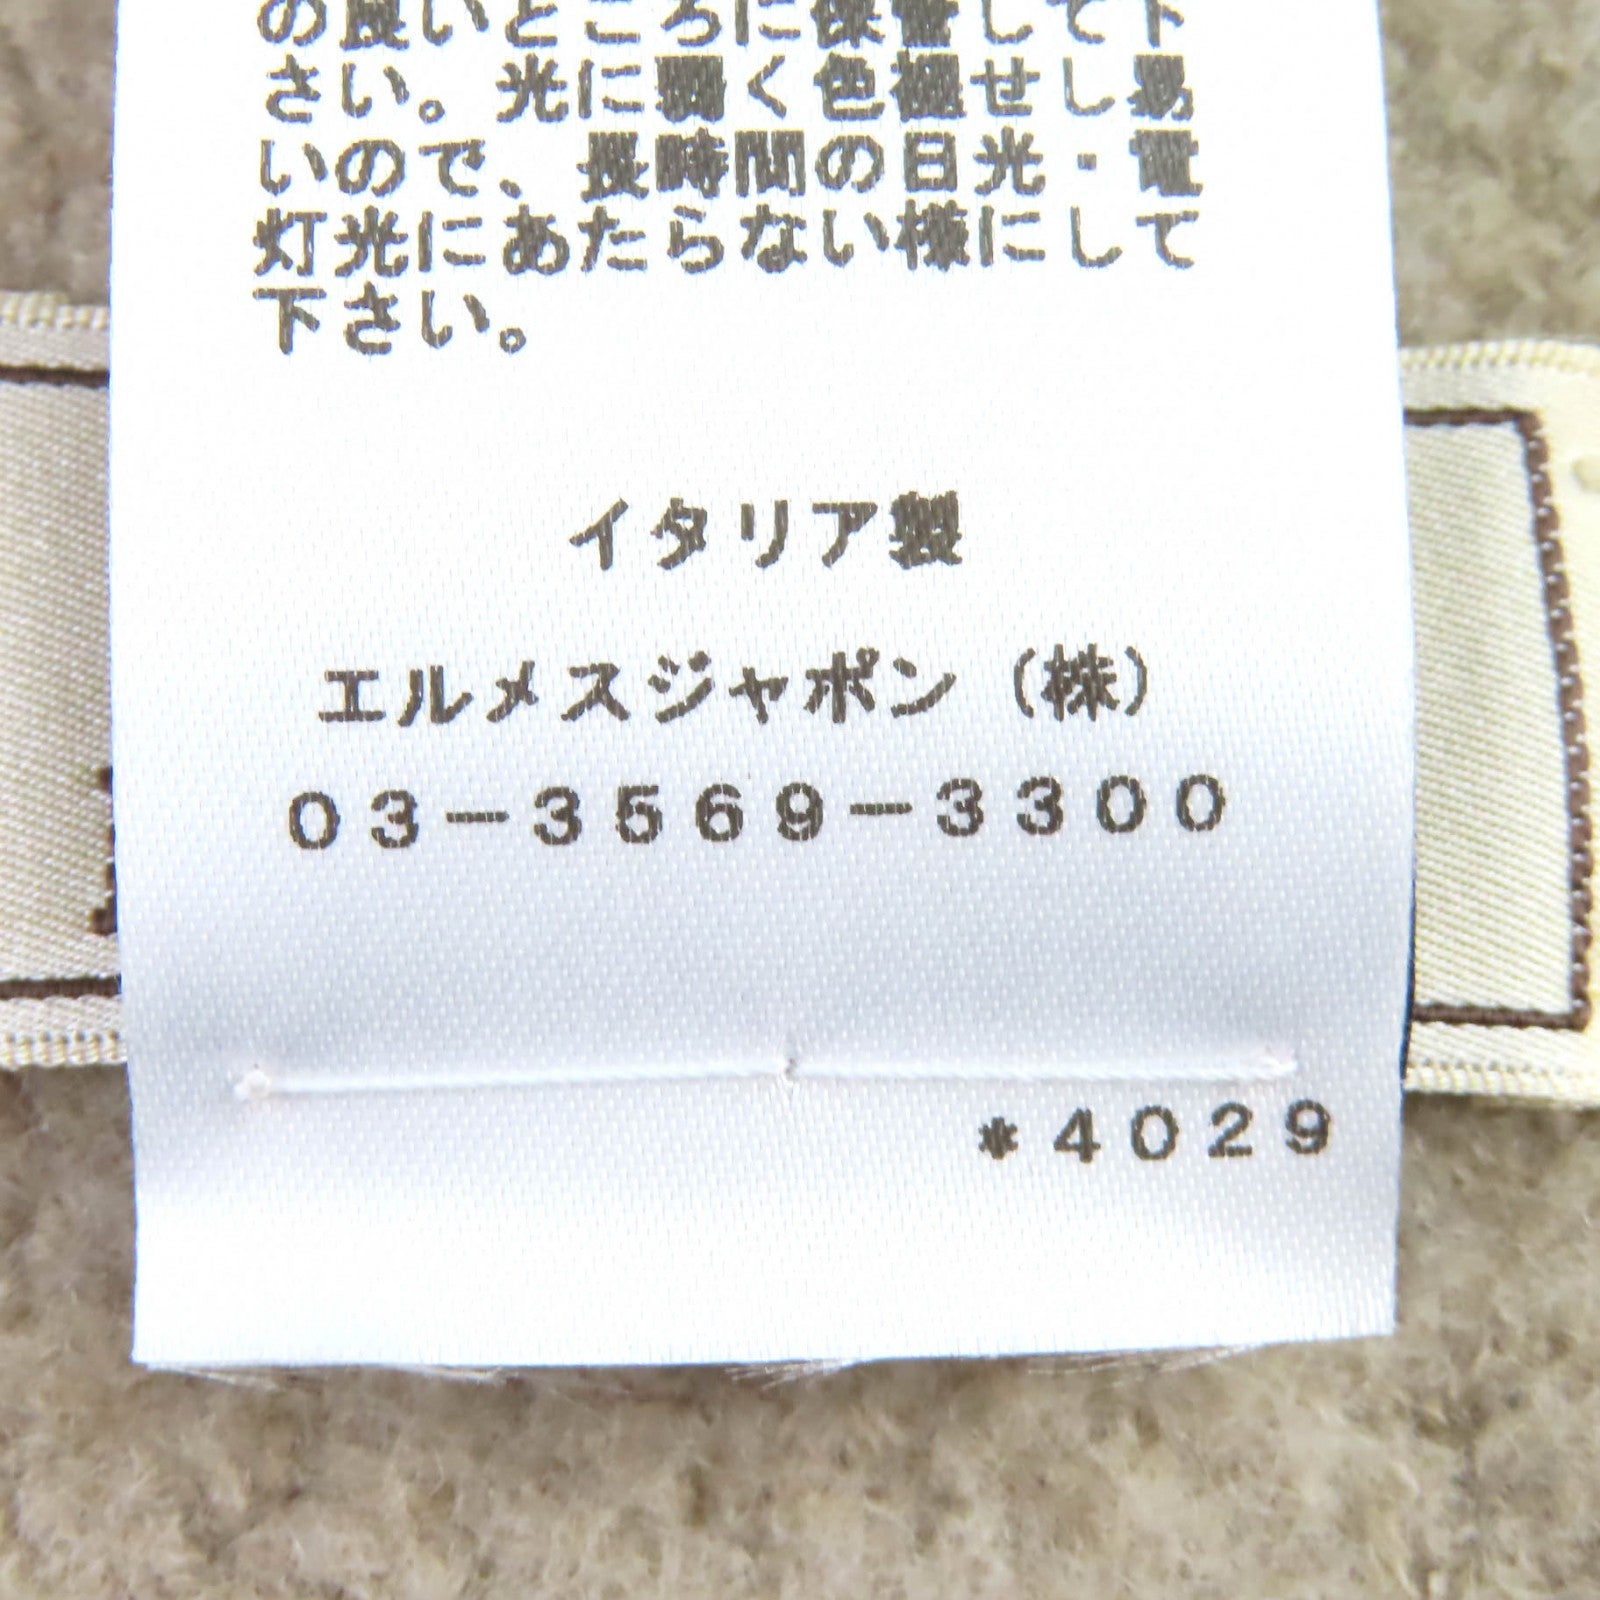 の良いところに保管して下
さい。光に弱く色褪せし易
いので、長時間の日光・電
灯光にあたらない様にして
下さい。
イタリア製
エルメスジャポン（株）
０３－３５６９－３３００
＊４０２９